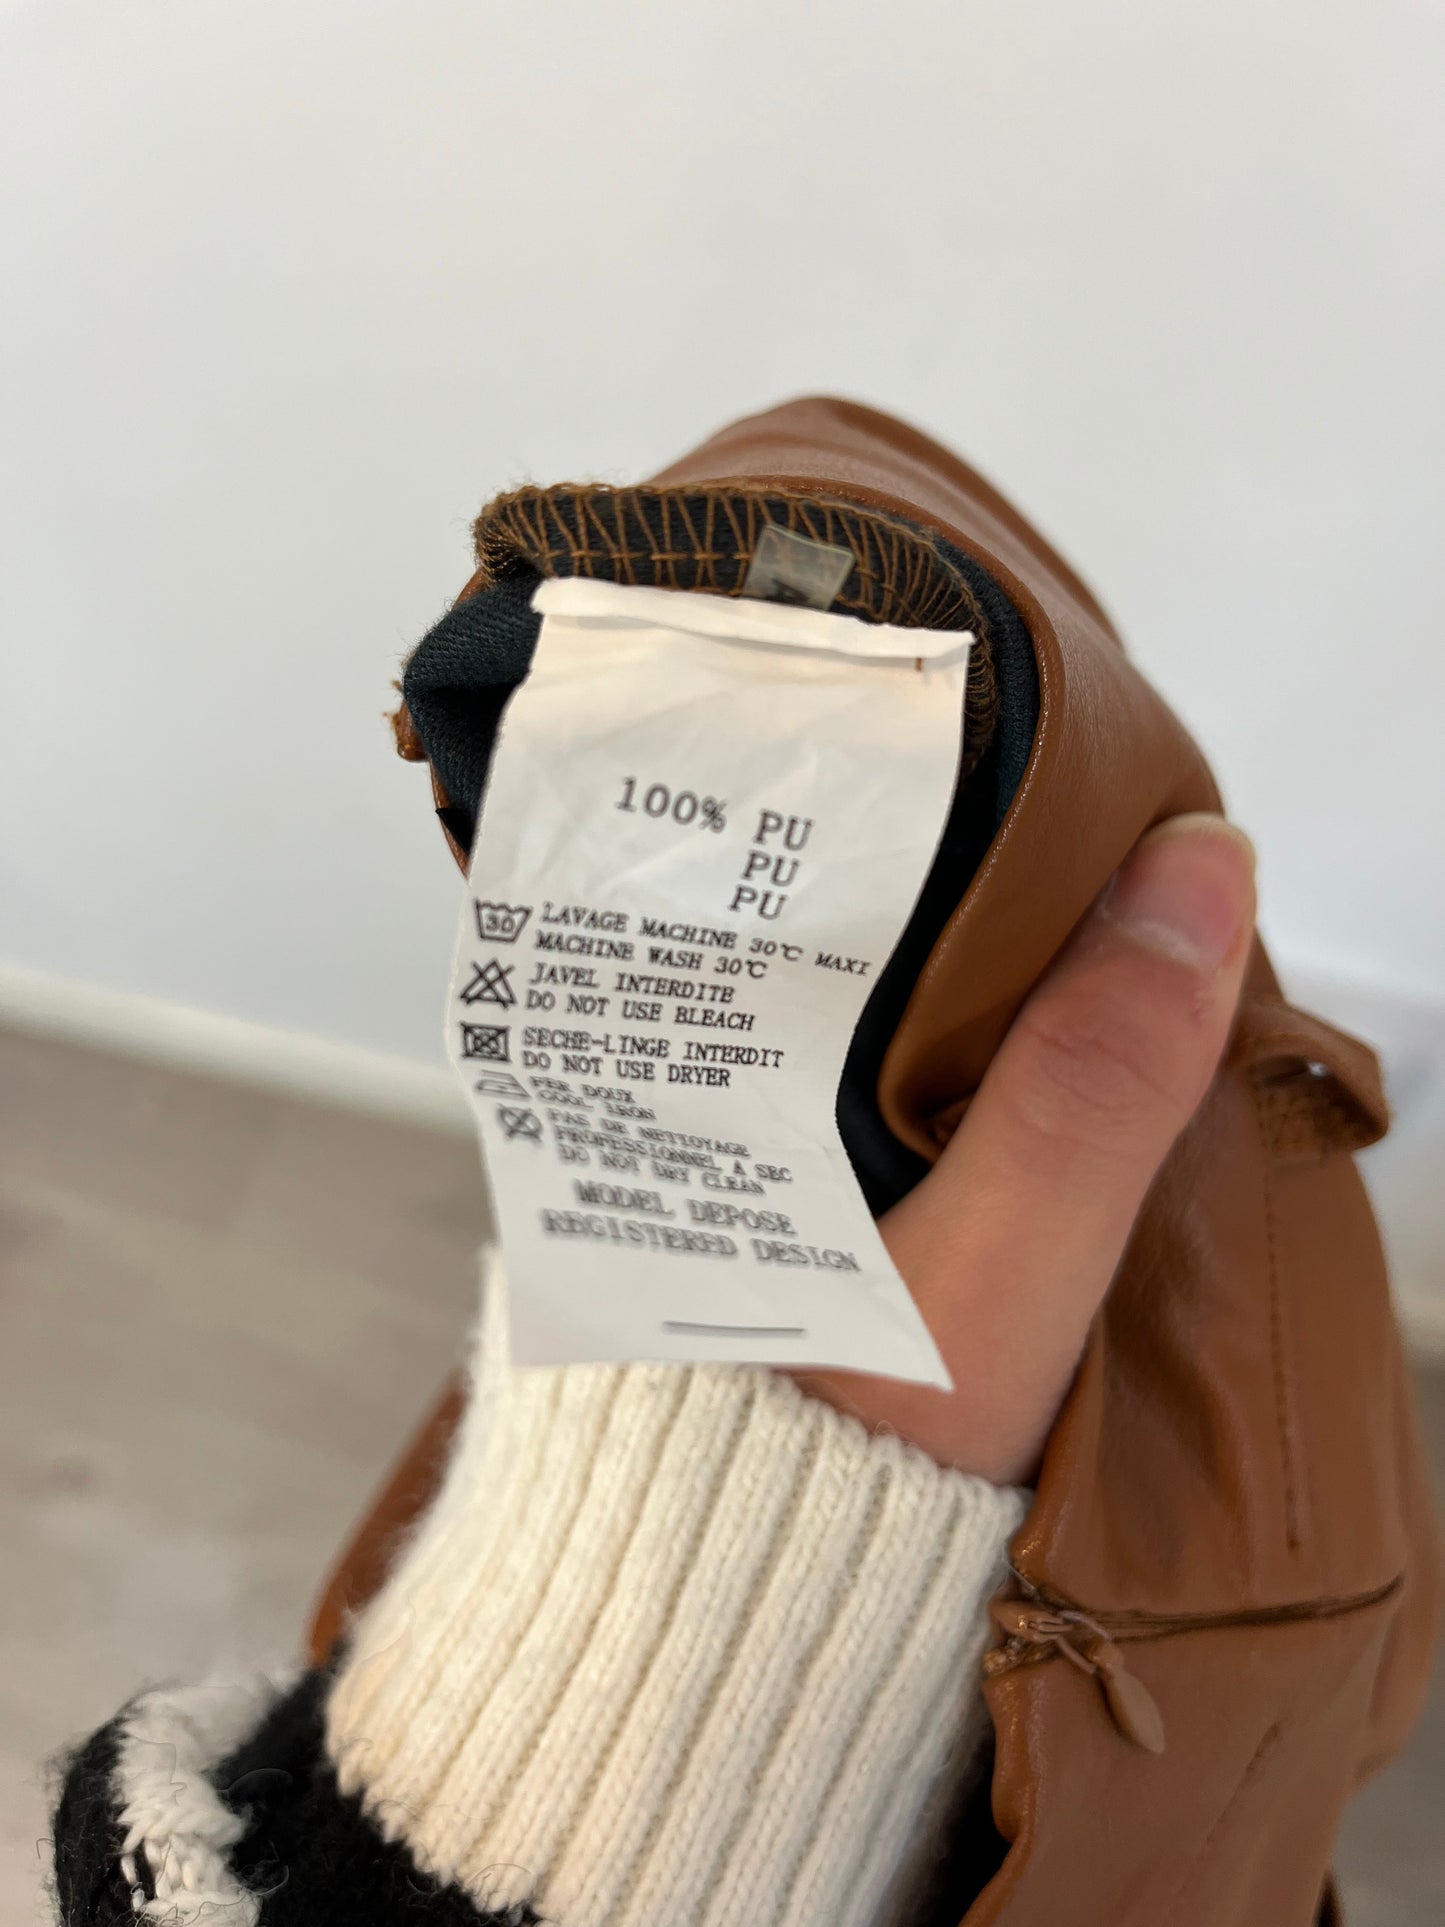 100% PU
PU
PU
30
LAVAGE MACHINE 30℃ MAXI
MACHINE WASH 30℃
JAVEL INTERDITE
DO NOT USE BLEACH
SECHE-LINGE INTERDIT
DO NOT USE DRYER
FER DOUX
COOL IRON
PAS DE NETTOYAGE
PROFESSIONNEL A SEC
DO NOT DRY CLEAN
MODEL DEPOSE
REGISTERED DESIGN